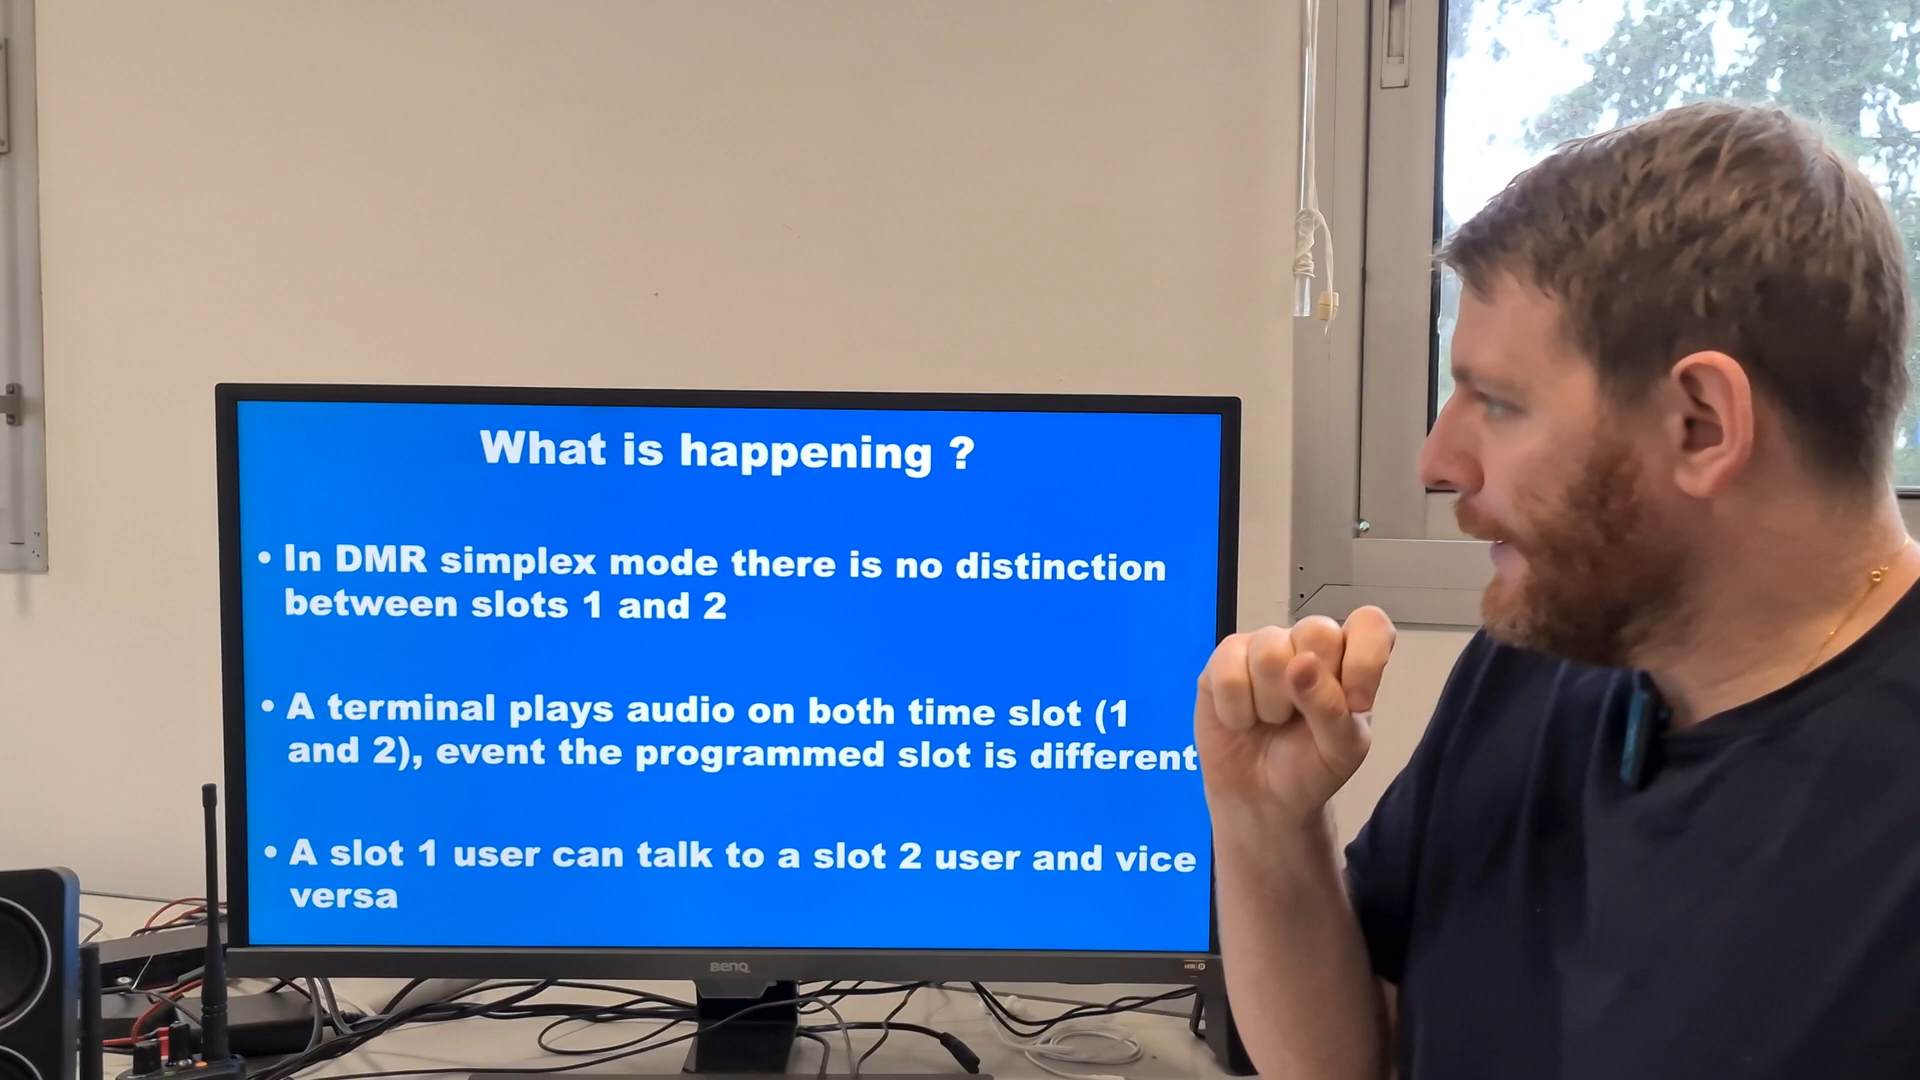 What is happening ?
• In DMR simplex mode there is no distinction
between slots 1 and 2
• A terminal plays audio on both time slot (1
and 2), event the programmed slot is different
• A slot 1 user can talk to a slot 2 user and vice
versa
BenQ